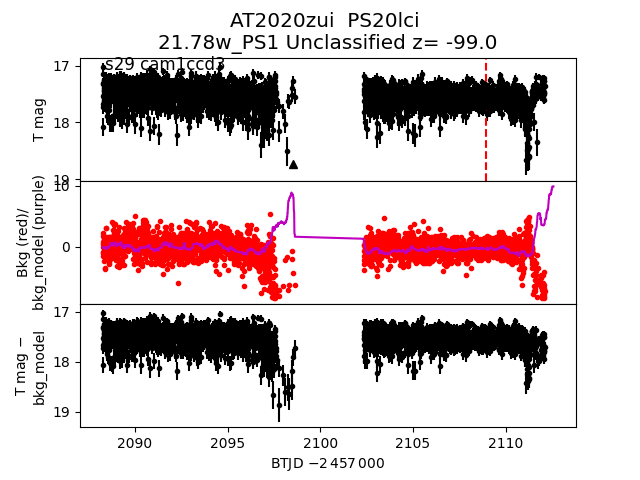 AT2020zui  PS20lci
21.78w_PS1 Unclassified z= -99.0
s29 cam1ccd3
17
18
19
T mag
10
0
Bkg (red)/
bkg_model (purple)
17
18
19
T mag −
bkg_model
2090
2095
2100
2105
2110
BTJD −2 457 000